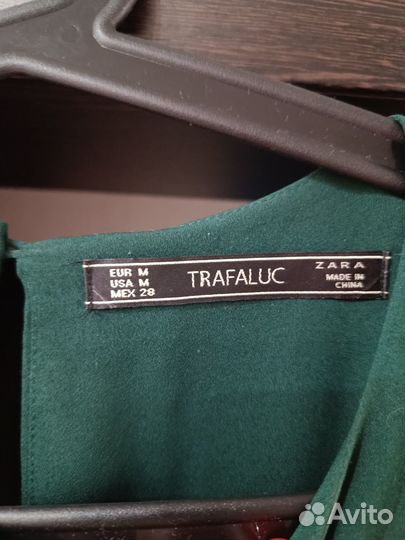 EUR M
USA M
MEX 28
TRAFALUC
ZARA
MADE IN
CHINA
Avito